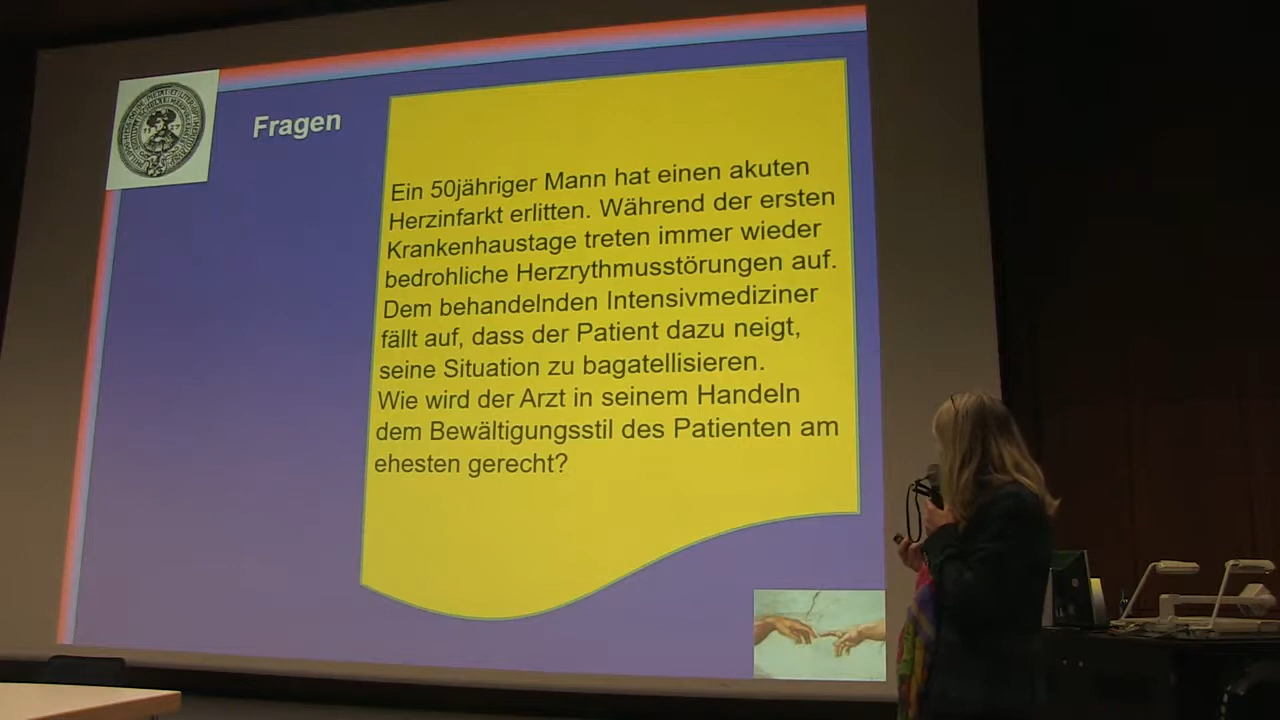 Fragen
Ein 50jähriger Mann hat einen akuten
Herzinfarkt erlitten. Während der ersten
Krankenhaustage treten immer wieder
bedrohliche Herzrythmusstörungen auf.
Dem behandelnden Intensivmediziner
fällt auf, dass der Patient dazu neigt,
seine Situation zu bagatellisieren.
Wie wird der Arzt in seinem Handeln
dem Bewältigungsstil des Patienten am
ehesten gerecht?